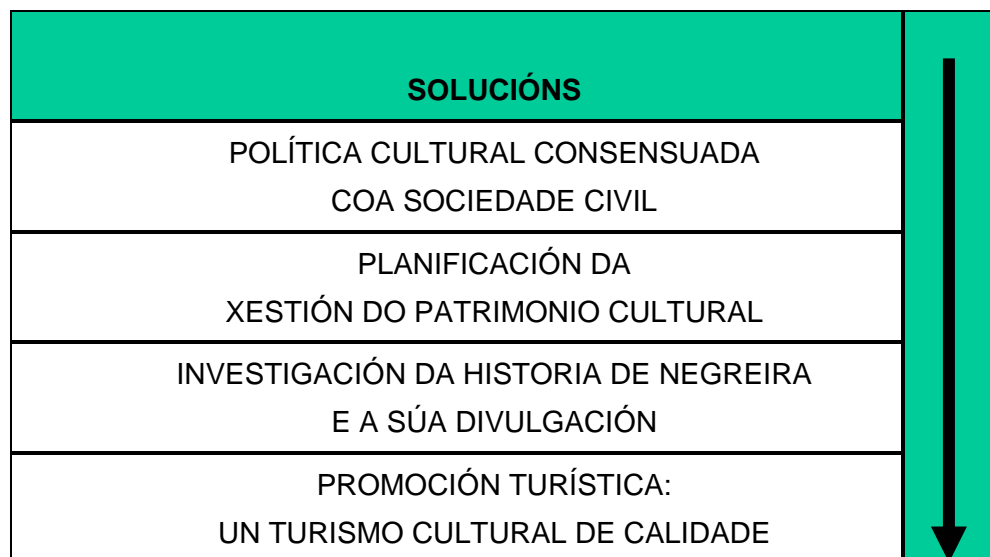 SOLUCIÓNS
POLÍTICA CULTURAL CONSENSUADA
COA SOCIEDADE CIVIL
PLANIFICACIÓN DA
XESTIÓN DO PATRIMONIO CULTURAL
INVESTIGACIÓN DA HISTORIA DE NEGREIRA
E A SÚA DIVULGACIÓN
PROMOCIÓN TURÍSTICA:
UN TURISMO CULTURAL DE CALIDADE